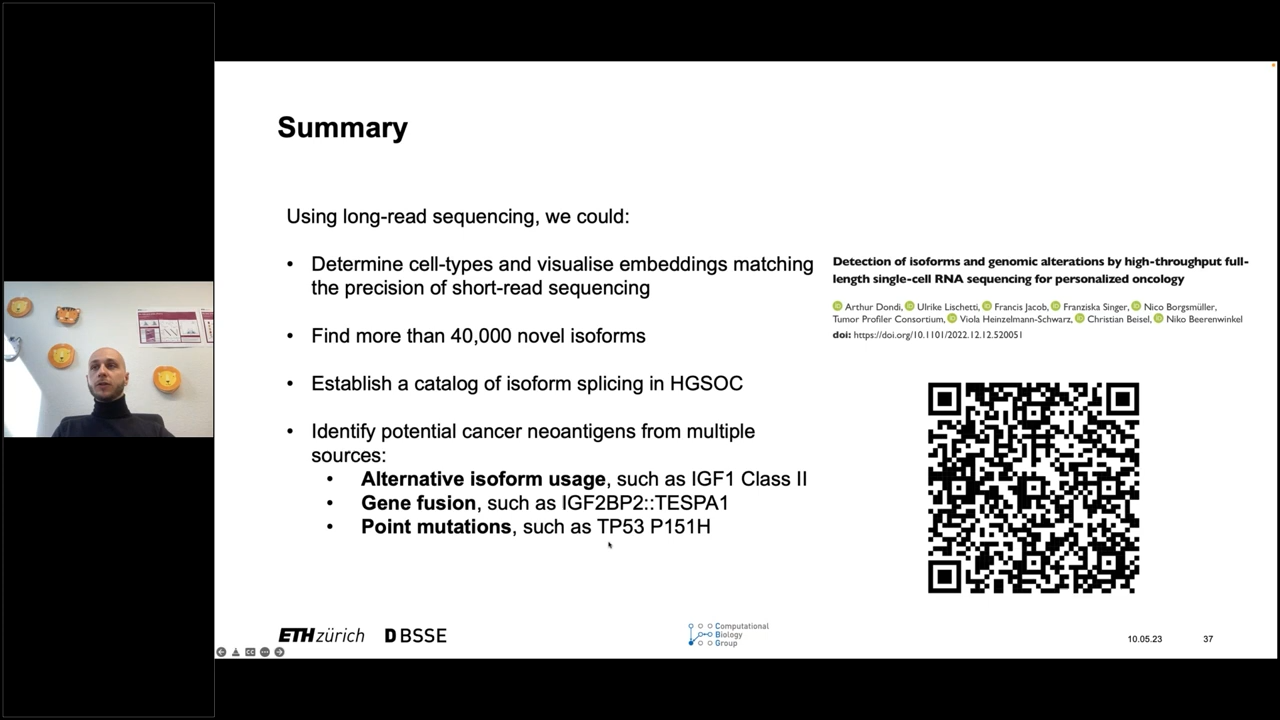 Summary
Using long-read sequencing, we could:
• Determine cell-types and visualise embeddings matching
the precision of short-read sequencing
• Find more than 40,000 novel isoforms
• Establish a catalog of isoform splicing in HGSOC
• Identify potential cancer neoantigens from multiple
sources:
• Alternative isoform usage, such as IGF1 Class II
• Gene fusion, such as IGF2BP2::TESPA1
• Point mutations, such as TP53 P151H
Detection of isoforms and genomic alterations by high-throughput full-
length single-cell RNA sequencing for personalized oncology
Arthur Dondi, Ulrike Lischetti, Francis Jacob, Franziska Singer, Nico Borgsmüller,
Tumor Profiler Consortium, Viola Heinzelmann-Schwarz, Christian Beisel, Niko Beerenwinkel
doi: https://doi.org/10.1101/2022.12.12.520051
ETH zürich D BSSE
Computational
Biology
Group
10.05.23 37